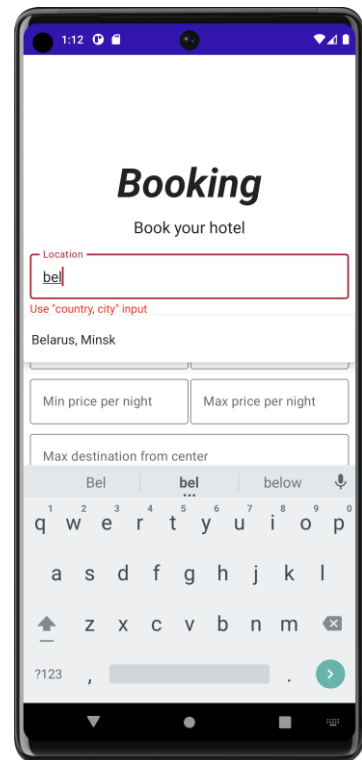 1:12
Booking
Book your hotel
Location
bel
Use "country, city" input
Belarus, Minsk
Min price per night
Max price per night
Max destination from center
Bel bel below
1 2 3 4 5 6 7 8 9 0
q w e r t y u i o p
a s d f g h j k l
z x c v b n m
?123 , .